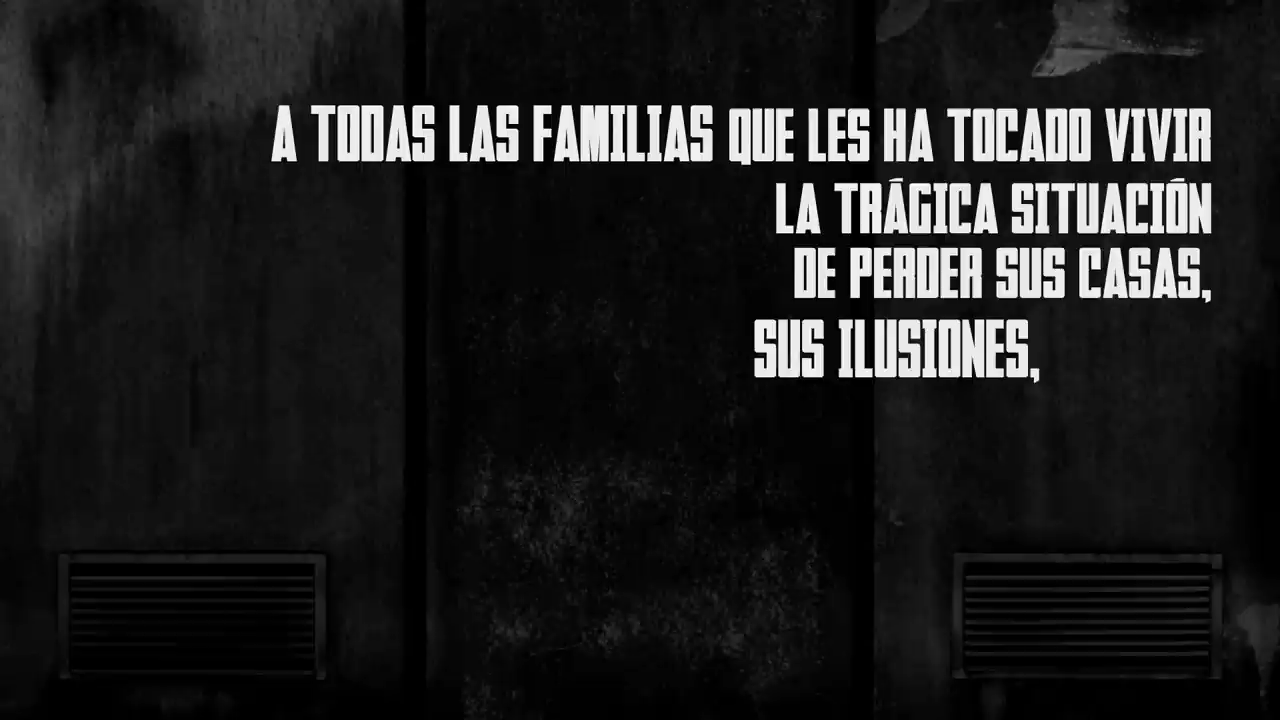 A TODAS LAS FAMILIAS QUE LES HA TOCADO VIVIR
LA TRÁGICA SITUACIÓN
DE PERDER SUS CASAS,
SUS ILUSIONES,